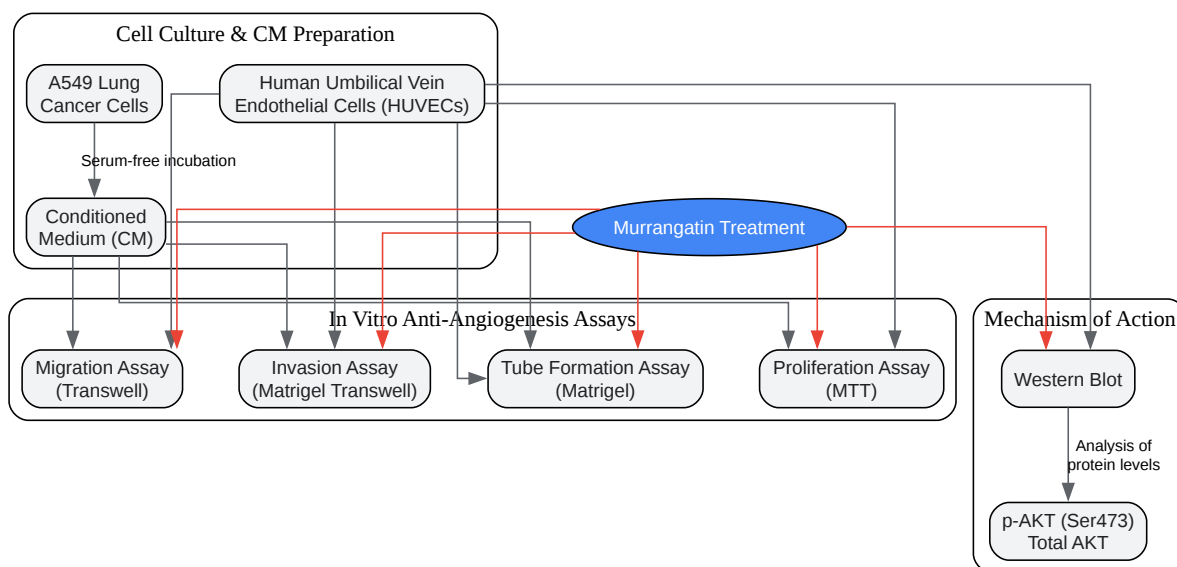 Cell Culture & CM Preparation
A549 Lung
Cancer Cells
Human Umbilical Vein
Endothelial Cells (HUVECs)
Serum-free incubation
Conditioned
Medium (CM)
Murrangatin Treatment
In Vitro Anti-Angiogenesis Assays
Migration Assay
(Transwell)
Invasion Assay
(Matrigel Transwell)
Tube Formation Assay
(Matrigel)
Proliferation Assay
(MTT)
Mechanism of Action
Western Blot
Analysis of
protein levels
p-AKT (Ser473)
Total AKT